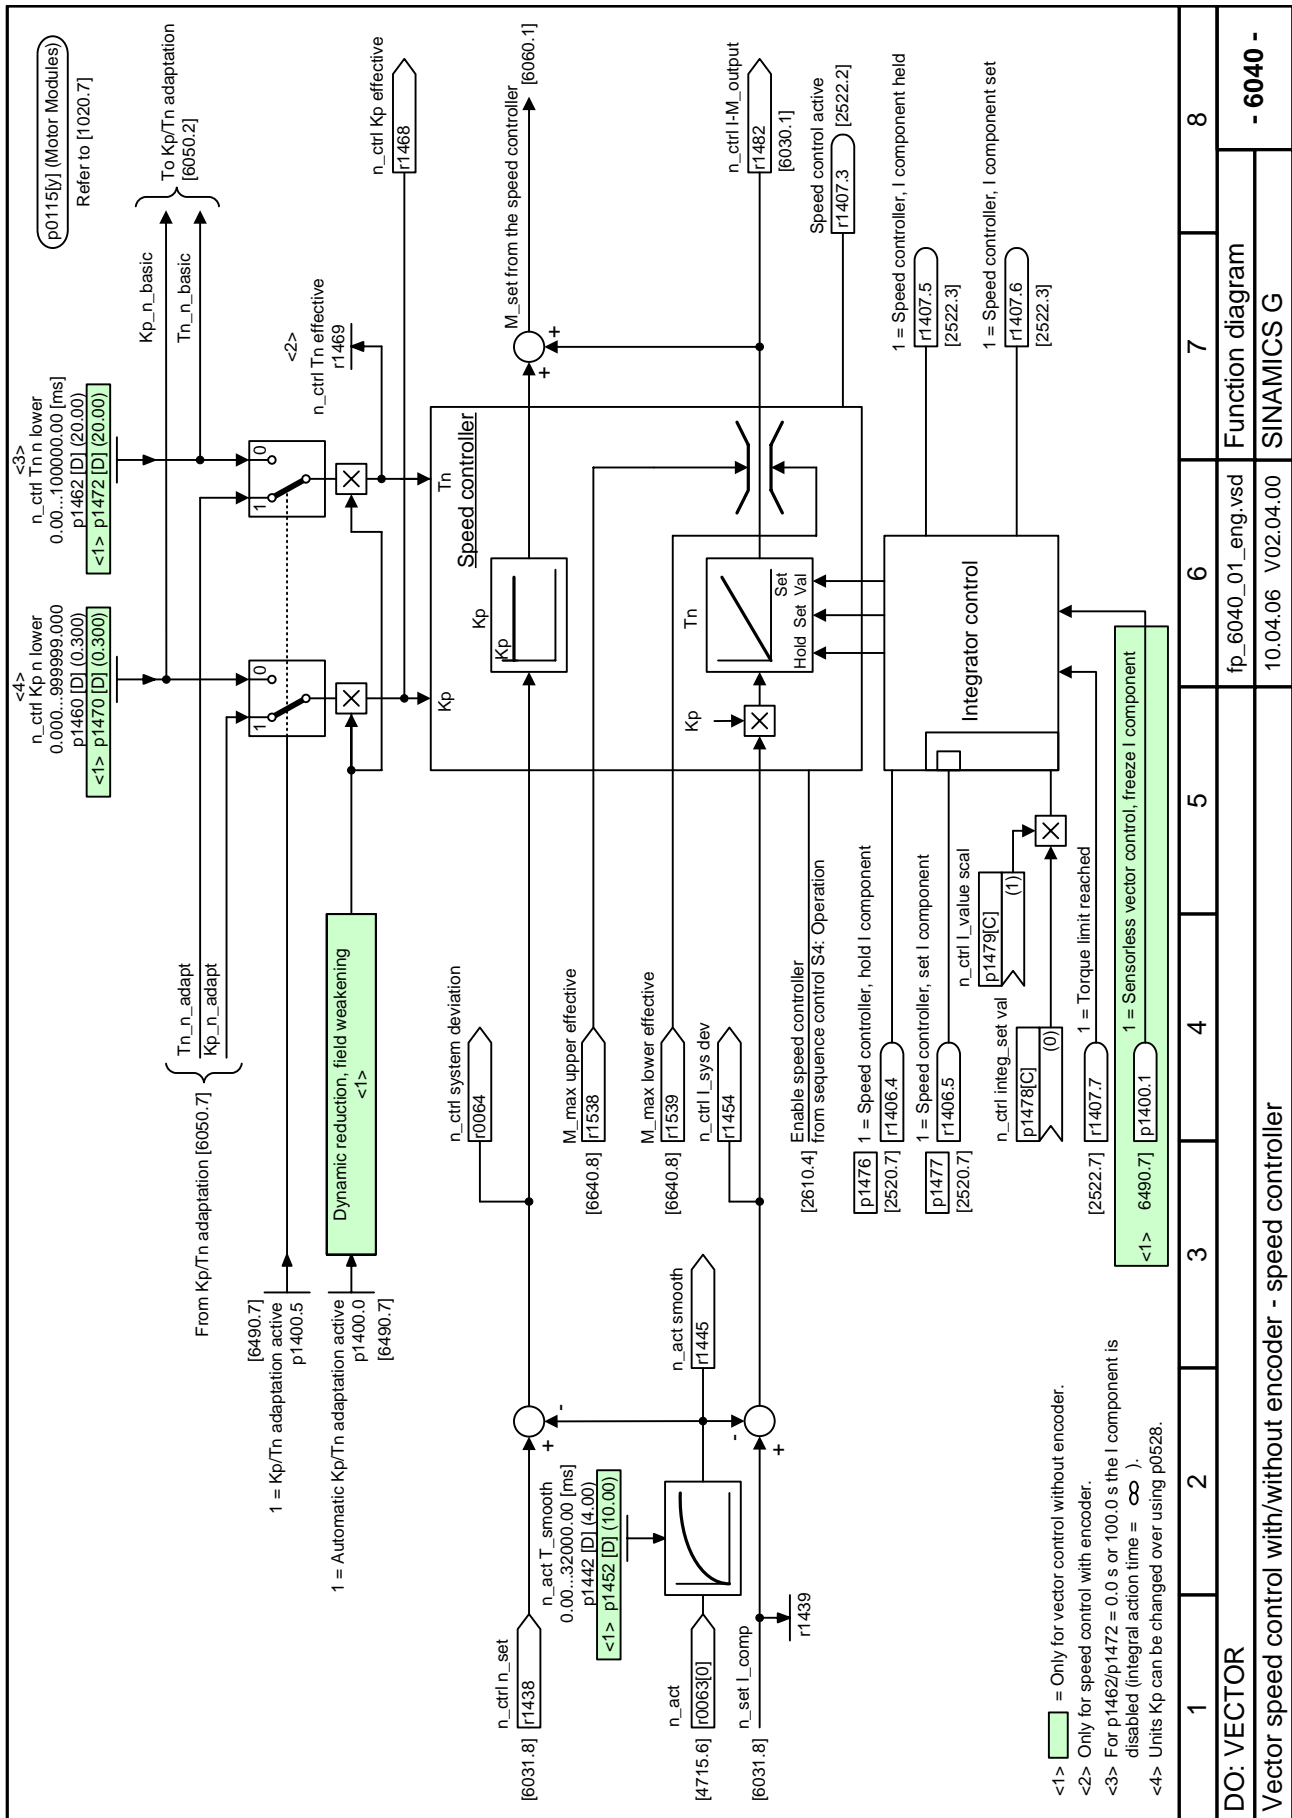 p0115[y] (Motor Modules)
Refer to [1020.7]
To Kp/Tn adaptation
[6050.2]
Kp_n_basic
Tn_n_basic
<3>
n_ctrl Tn n lower
0.00...100000.00 [ms]
p1462 [D] (20.00)
<1> p1472 [D] (20.00)
<4>
n_ctrl Kp n lower
0.000...999999.000
p1460 [D] (0.300)
<1> p1470 [D] (0.300)
Tn_n_adapt
Kp_n_adapt
From Kp/Tn adaptation [6050.7]
[6490.7]
1 = Kp/Tn adaptation active
p1400.5
1 = Automatic Kp/Tn adaptation active
p1400.0
[6490.7]
Dynamic reduction, field weakening
<1>
1
0
1
0
<2>
n_ctrl Tn effective
r1469
n_ctrl Kp effective
r1468
Kp
Tn
Speed controller
Kp
Kp
M_set from the speed controller
[6060.1]
+
+
n_ctrl system deviation
r0064
n_ctrl n_set
[6031.8]
r1438
+
-
M_max upper effective
[6640.8]
r1538
M_max lower effective
[6640.8]
r1539
n_ctrl I_sys dev
r1454
n_act T_smooth
0.00...32000.00 [ms]
p1442 [D] (4.00)
<1> p1452 [D] (10.00)
n_act
[4715.6]
r0063[0]
n_act smooth
r1445
n_set I_comp
[6031.8]
r1439
-
+
Kp
Tn
Hold
Set
Set
Val
n_ctrl I-M_output
r1482
[6030.1]
Speed control active
r1407.3
[2522.2]
[2610.4]
Enable speed controller
from sequence control S4: Operation
p1476
1 = Speed controller, hold I component
[2520.7]
r1406.4
p1477
1 = Speed controller, set I component
[2520.7]
r1406.5
Integrator control
1 = Speed controller, I component held
r1407.5
[2522.3]
1 = Speed controller, I component set
r1407.6
[2522.3]
n_ctrl I_value scal
p1479[C]
(1)
n_ctrl integ_set val
p1478[C]
(0)
1 = Torque limit reached
[2522.7]
r1407.7
1 = Sensorless vector control, freeze I component
<1>
6490.7]
p1400.1
<1> = Only for vector control without encoder.
<2> Only for speed control with encoder.
<3> For p1462/p1472 = 0.0 s or 100.0 s the I component is
disabled (integral action time = ∞ ).
<4> Units Kp can be changed over using p0528.
1 2 3 4 5 6 7 8
DO: VECTOR
fp_6040_01_eng.vsd
Function diagram
- 6040 -
Vector speed control with/without encoder - speed controller
10.04.06 V02.04.00
SINAMICS G